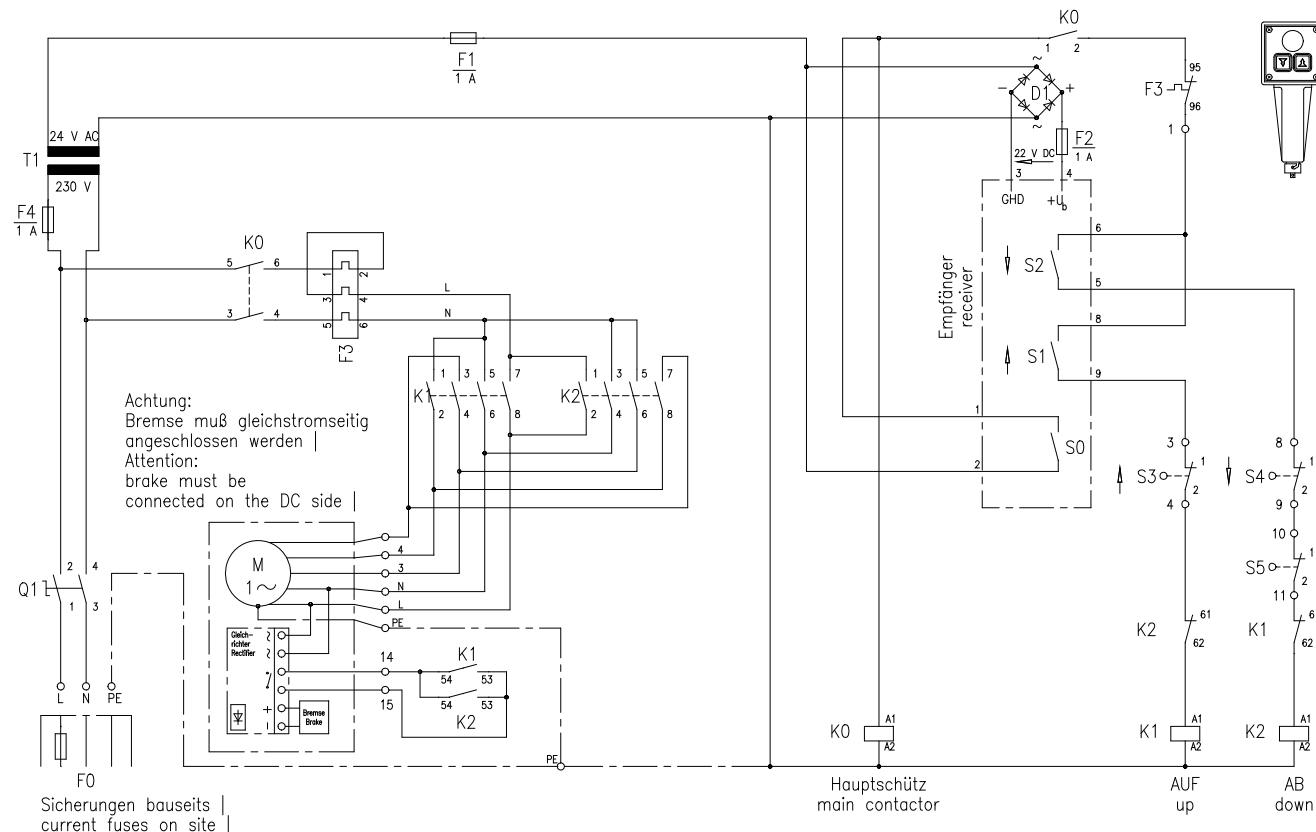 K0
1 2
F1
1 A
~
95
F3
96
- D1 +
~
1
24 V AC
T1
230 V
F2
1 A
22 V DC
3 4
GHD +Ub
F4
1 A
K0
5 6
3 4
1 2
3 4
5 6
F3
L
N
6
S2
5
Empfänger
receiver
8
S1
9
1
S0
2
K1
1 3 5 7
2 4 6 8
K2
1 3 5 7
2 4 6 8
Achtung:
Bremse muß gleichstromseitig
angeschlossen werden |
Attention:
brake must be
connected on the DC side |
3
S3
1
2
4
8
S4
1
2
9
10
S5
1
2
11
M
1~
4
3
N
L
PE
Q1
2 4
1 3
Gleich-
richter
Rectifier
~
~
+
-
Bremse
Brake
14
15
K1
54 53
54 53
K2
K2
61
62
K1
6
62
L N PE
F0
Sicherungen bauseits |
current fuses on site |
PE
K0
A1
A2
Hauptschütz
main contactor
K1
A1
A2
AUF
up
K2
A1
A2
AB
down